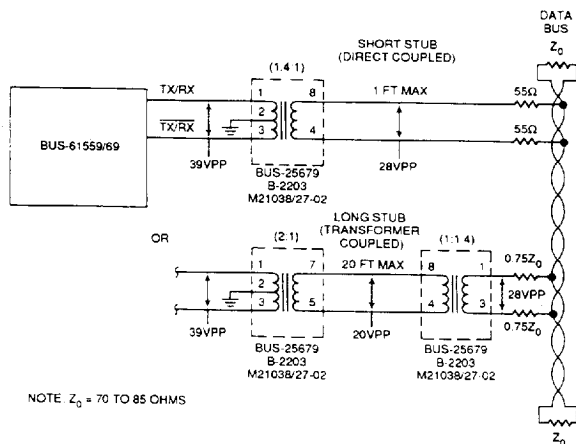 DATA
BUS
Z0
SHORT STUB
(DIRECT COUPLED)
(1.4:1)
TX/RX
1
8
1 FT MAX
55Ω
2
BUS-61559/69
TX/RX
3
4
55Ω
39VPP
28VPP
BUS-25679
B-2203
M21038/27-02
LONG STUB
(TRANSFORMER
COUPLED)
OR
(2:1)
(1:1.4)
1
7
20 FT MAX
8
1
0.75Z0
2
28VPP
3
5
4
3
0.75Z0
39VPP
20VPP
BUS-25679
B-2203
M21038/27-02
BUS-25679
B-2203
M21038/27-02
NOTE: Z0 = 70 TO 85 OHMS
Z0